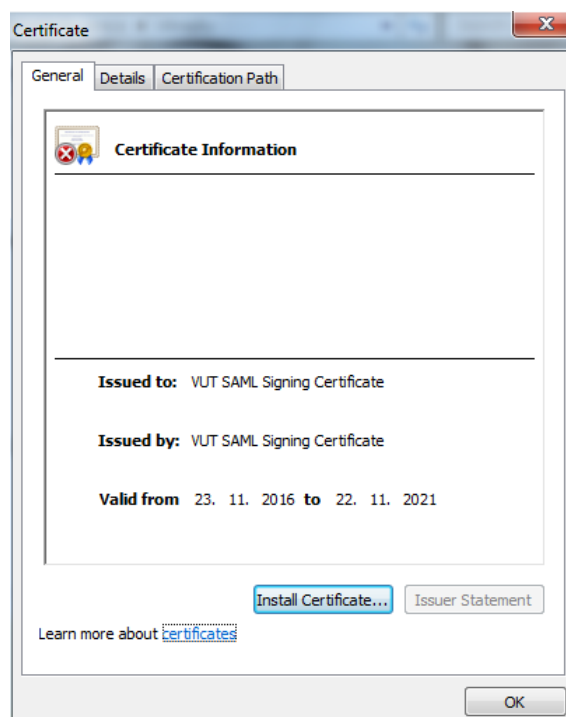 Certificate
General Details Certification Path
Certificate Information
Issued to: VUT SAML Signing Certificate
Issued by: VUT SAML Signing Certificate
Valid from 23. 11. 2016 to 22. 11. 2021
Install Certificate... Issuer Statement
Learn more about certificates
OK